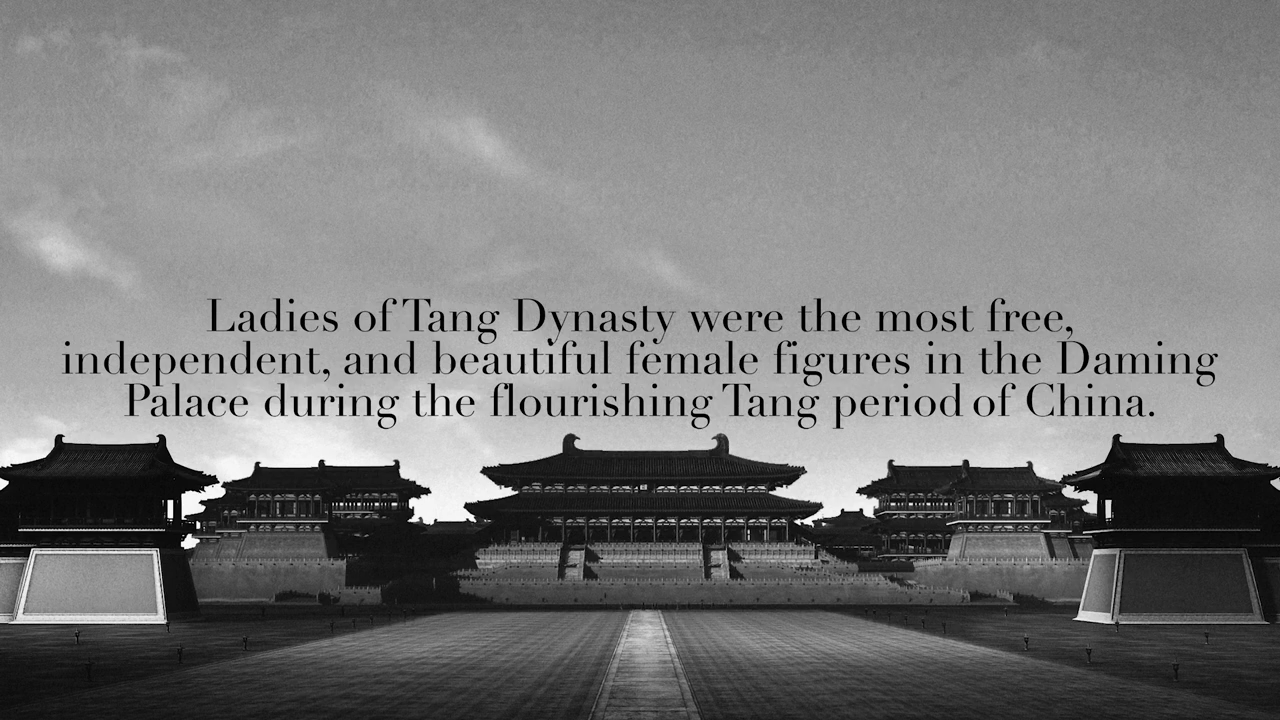 Ladies of Tang Dynasty were the most free,
independent, and beautiful female figures in the Daming
Palace during the flourishing Tang period of China.